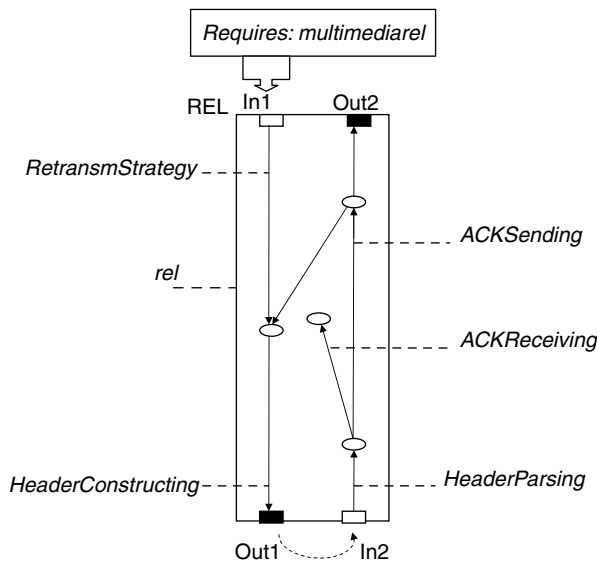 Requires: multimediarel
REL In1 Out2
RetransmStrategy
ACKSending
rel
ACKReceiving
HeaderConstructing
HeaderParsing
Out1 In2